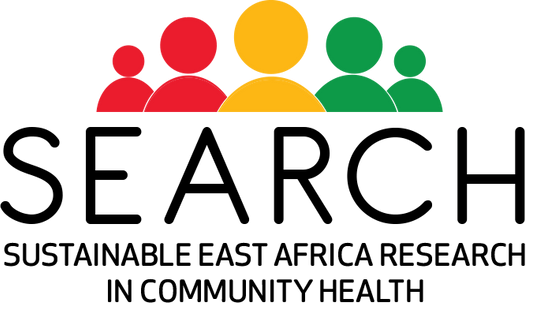 SEARCH
SUSTAINABLE EAST AFRICA RESEARCH
IN COMMUNITY HEALTH